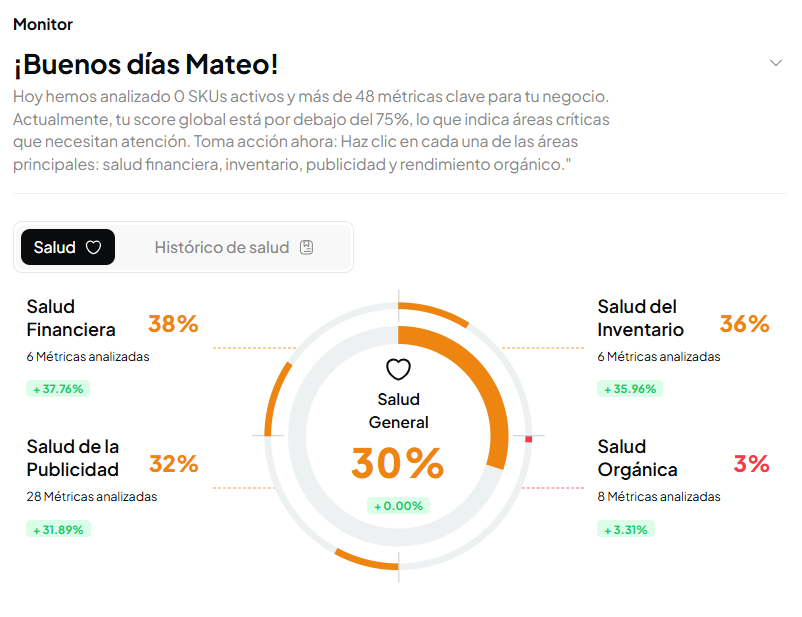 Monitor
¡Buenos días Mateo!
Hoy hemos analizado 0 SKUs activos y más de 48 métricas clave para tu negocio.
Actualmente, tu score global está por debajo del 75%, lo que indica áreas críticas
que necesitan atención. Toma acción ahora: Haz clic en cada una de las áreas
principales: salud financiera, inventario, publicidad y rendimiento orgánico."
Salud
Histórico de salud
Salud
Financiera
38%
6 Métricas analizadas
+ 37.76%
Salud de la
Publicidad
32%
28 Métricas analizadas
+ 31.89%
Salud
General
30%
+ 0.00%
Salud del
Inventario
36%
6 Métricas analizadas
+ 35.96%
Salud
Orgánica
3%
8 Métricas analizadas
+ 3.31%